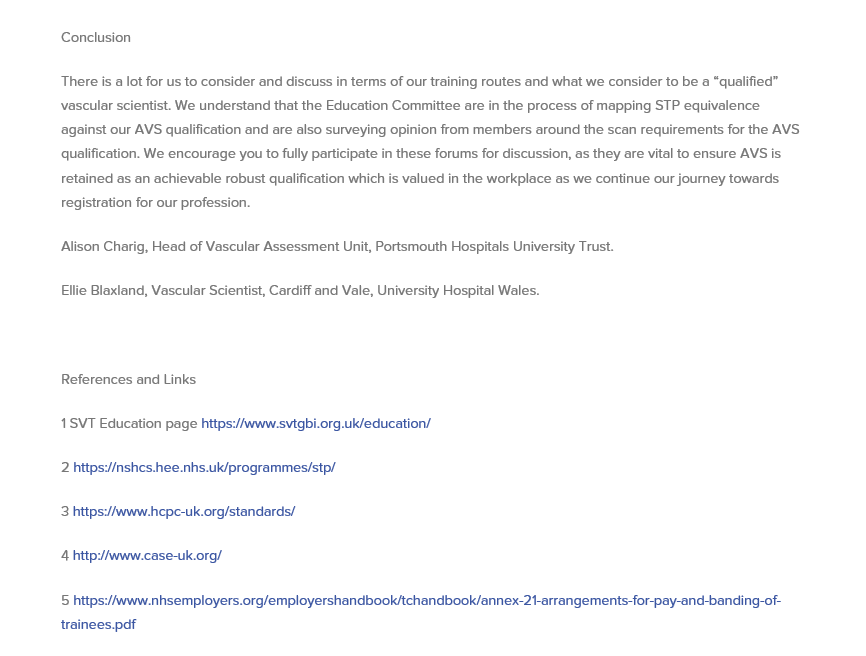 Conclusion
There is a lot for us to consider and discuss in terms of our training routes and what we consider to be a “qualified”
vascular scientist. We understand that the Education Committee are in the process of mapping STP equivalence
against our AVS qualification and are also surveying opinion from members around the scan requirements for the AVS
qualification. We encourage you to fully participate in these forums for discussion, as they are vital to ensure AVS is
retained as an achievable robust qualification which is valued in the workplace as we continue our journey towards
registration for our profession.
Alison Charig, Head of Vascular Assessment Unit, Portsmouth Hospitals University Trust.
Ellie Blaxland, Vascular Scientist, Cardiff and Vale, University Hospital Wales.
References and Links
1 SVT Education page https://www.svtgbi.org.uk/education/
2 https://nshcs.hee.nhs.uk/programmes/stp/
3 https://www.hcpc-uk.org/standards/
4 http://www.case-uk.org/
5 https://www.nhsemployers.org/employershandbook/tchandbook/annex-21-arrangements-for-pay-and-banding-of-
trainees.pdf